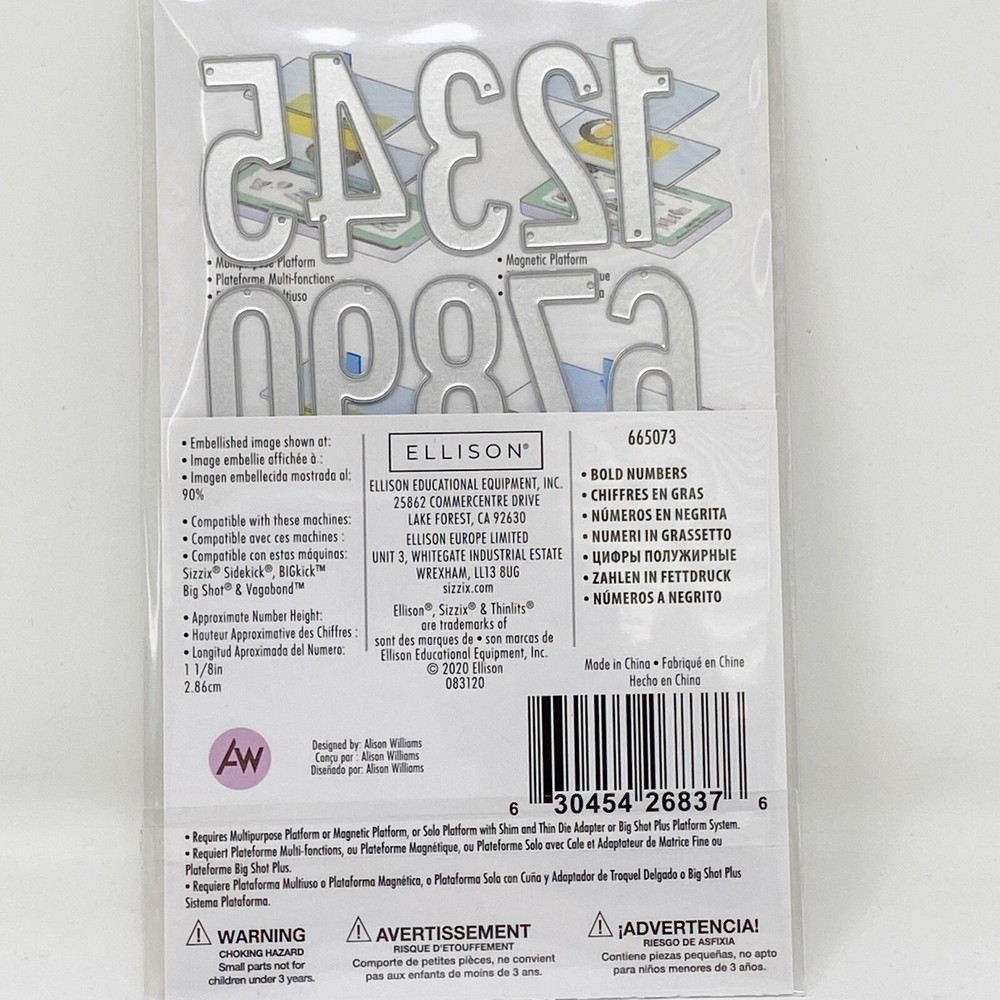 12345
• Multipurpose Platform
• Plateforme Multi-fonctions
• Magnetic Platform
67890
• Embellished image shown at:
• Image embellie affichée à.:
• Imagen embellecida mostrada al:
90%
• Compatible with these machines:
• Compatible avec ces machines :
• Compatible con estas máquinas:
Sizzix® Sidekick®, BIGkick™
Big Shot® & Vagabond™
• Approximate Number Height:
• Hauteur Approximative des Chiffres :
• Longitud Aproximada del Numero:
1 1/8in
2.86cm
ELLISON®
ELLISON EDUCATIONAL EQUIPMENT, INC.
25862 COMMERCENTRE DRIVE
LAKE FOREST, CA 92630
ELLISON EUROPE LIMITED
UNIT 3, WHITEGATE INDUSTRIAL ESTATE
WREXHAM, LL13 8UG
sizzix.com
Ellison®, Sizzix® & Thinlits®
are trademarks of
sont des marques de • son marcas de
Ellison Educational Equipment, Inc.
© 2020 Ellison
083120
665073
• BOLD NUMBERS
• CHIFFRES EN GRAS
• NÚMEROS EN NEGRITA
• NUMERI IN GRASSETTO
• ЦИФРЫ ПОЛУЖИРНЫЕ
• ZAHLEN IN FETTDRUCK
• NÚMEROS A NEGRITO
Made in China • Fabriqué en Chine
Hecho en China
AW
Designed by: Alison Williams
Conçu par : Alison Williams
Diseñado por: Alison Williams
6 30454 26837 6
• Requires Multipurpose Platform or Magnetic Platform, or Solo Platform with Shim and Thin Die Adapter or Big Shot Plus Platform System.
• Requiert Plateforme Multi-fonctions, ou Plateforme Magnétique, ou Plateforme Solo avec Cale et Adaptateur de Matrice Fine ou
Plateforme Big Shot Plus.
• Requiere Plataforma Multiuso o Plataforma Magnética, o Plataforma Sola con Cuña y Adaptador de Troquel Delgado o Big Shot Plus
Sistema Plataforma.
WARNING
CHOKING HAZARD
Small parts not for
children under 3 years.
AVERTISSEMENT
RISQUE D'ETOUFFEMENT
Comporte de petites pièces, ne convient
pas aux enfants de moins de 3 ans.
¡ADVERTENCIA!
RIESGO DE ASFIXIA
Contiene piezas pequeñas, no apto
para niños menores de 3 años.